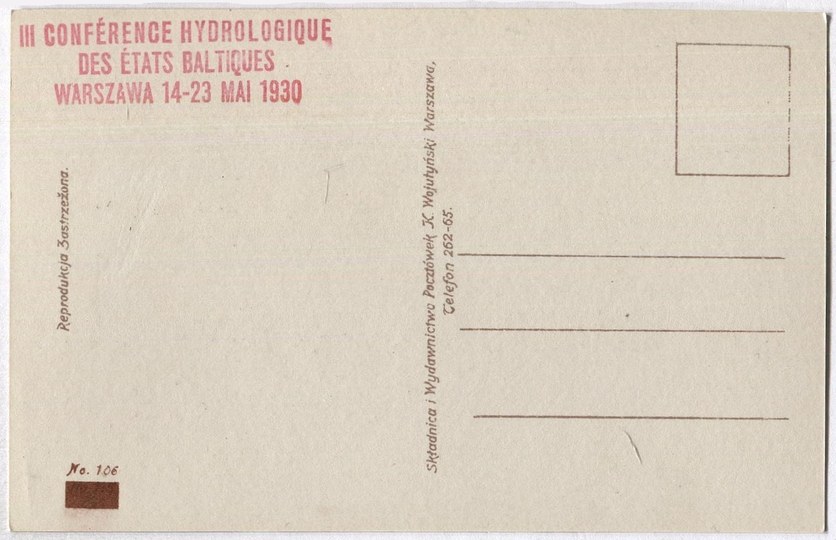 III CONFÉRENCE HYDROLOGIQUE
DES ÉTATS BALTIQUES
WARSZAWA 14-23 MAI 1930
Reprodukcja Zastrzeżona.
Składnica i Wydawnictwo Pocztówek K. Wojutyński Warszawa,
Telefon 262-65.
No. 106